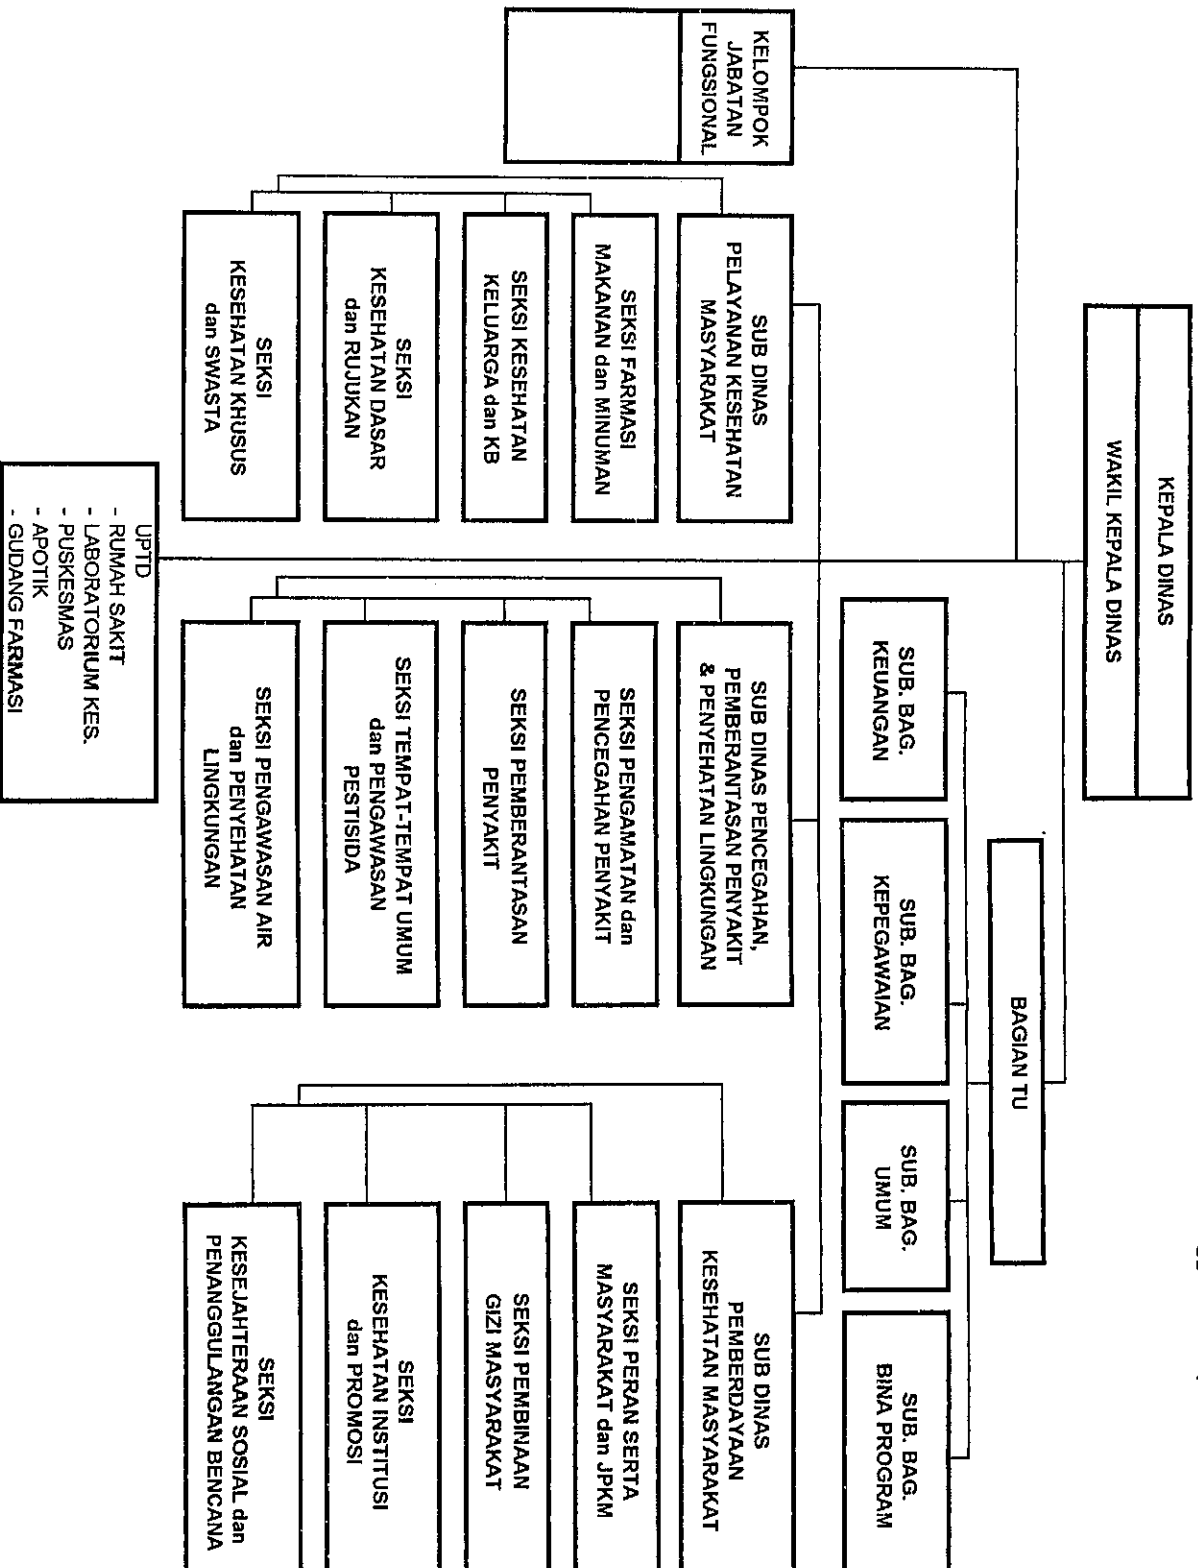 KEPALA DINAS
WAKIL KEPALA DINAS
BAGIAN TU
SUB. BAG.
KEUANGAN
SUB. BAG.
KEPEGAWAIAN
SUB. BAG.
UMUM
SUB. BAG.
BINA PROGRAM
KELOMPOK
JABATAN
FUNGSIONAL
SUB DINAS
PELAYANAN KESEHATAN
MASYARAKAT
SEKSI FARMASI
MAKANAN dan MINUMAN
SEKSI KESEHATAN
KELUARGA dan KB
SEKSI
KESEHATAN DASAR
dan RUJUKAN
SEKSI
KESEHATAN KHUSUS
dan SWASTA
SUB DINAS PENCEGAHAN,
PEMBERANTASAN PENYAKIT
& PENYEHATAN LINGKUNGAN
SEKSI PENGAMATAN dan
PENCEGAHAN PENYAKIT
SEKSI PEMBERANTASAN
PENYAKIT
SEKSI TEMPAT-TEMPAT UMUM
dan PENGAWASAN
PESTISIDA
SEKSI PENGAWASAN AIR
dan PENYEHATAN
LINGKUNGAN
SUB DINAS
PEMBERDAYAAN
KESEHATAN MASYARAKAT
SEKSI PERAN SERTA
MASYARAKAT dan JPKM
SEKSI PEMBINAAN
GIZI MASYARAKAT
SEKSI
KESEHATAN INSTITUSI
dan PROMOSI
SEKSI
KESEJAHTERAAN SOSIAL dan
PENANGGULANGAN BENCANA
UPTD
- RUMAH SAKIT
- LABORATORIUM KES.
- PUSKESMAS
- APOTIK
- GUDANG FARMASI